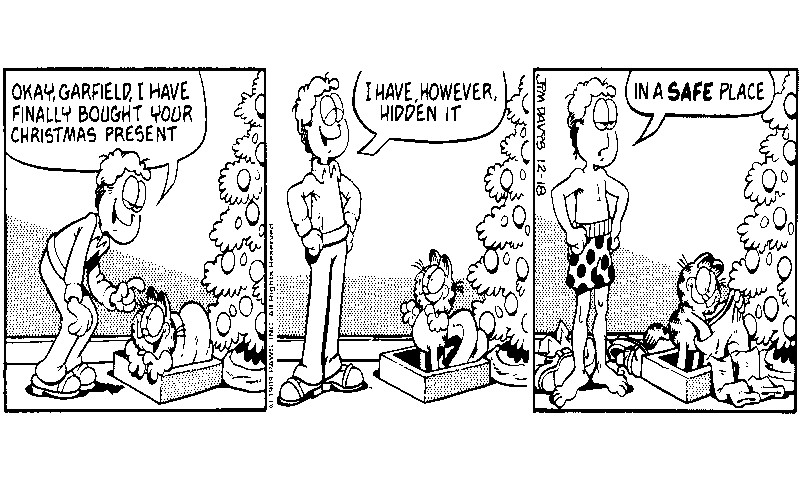 OKAY, GARFIELD, I HAVE
FINALLY BOUGHT YOUR
CHRISTMAS PRESENT
I HAVE, HOWEVER,
HIDDEN IT
IN A SAFE PLACE
JIM DAVIS 12-18